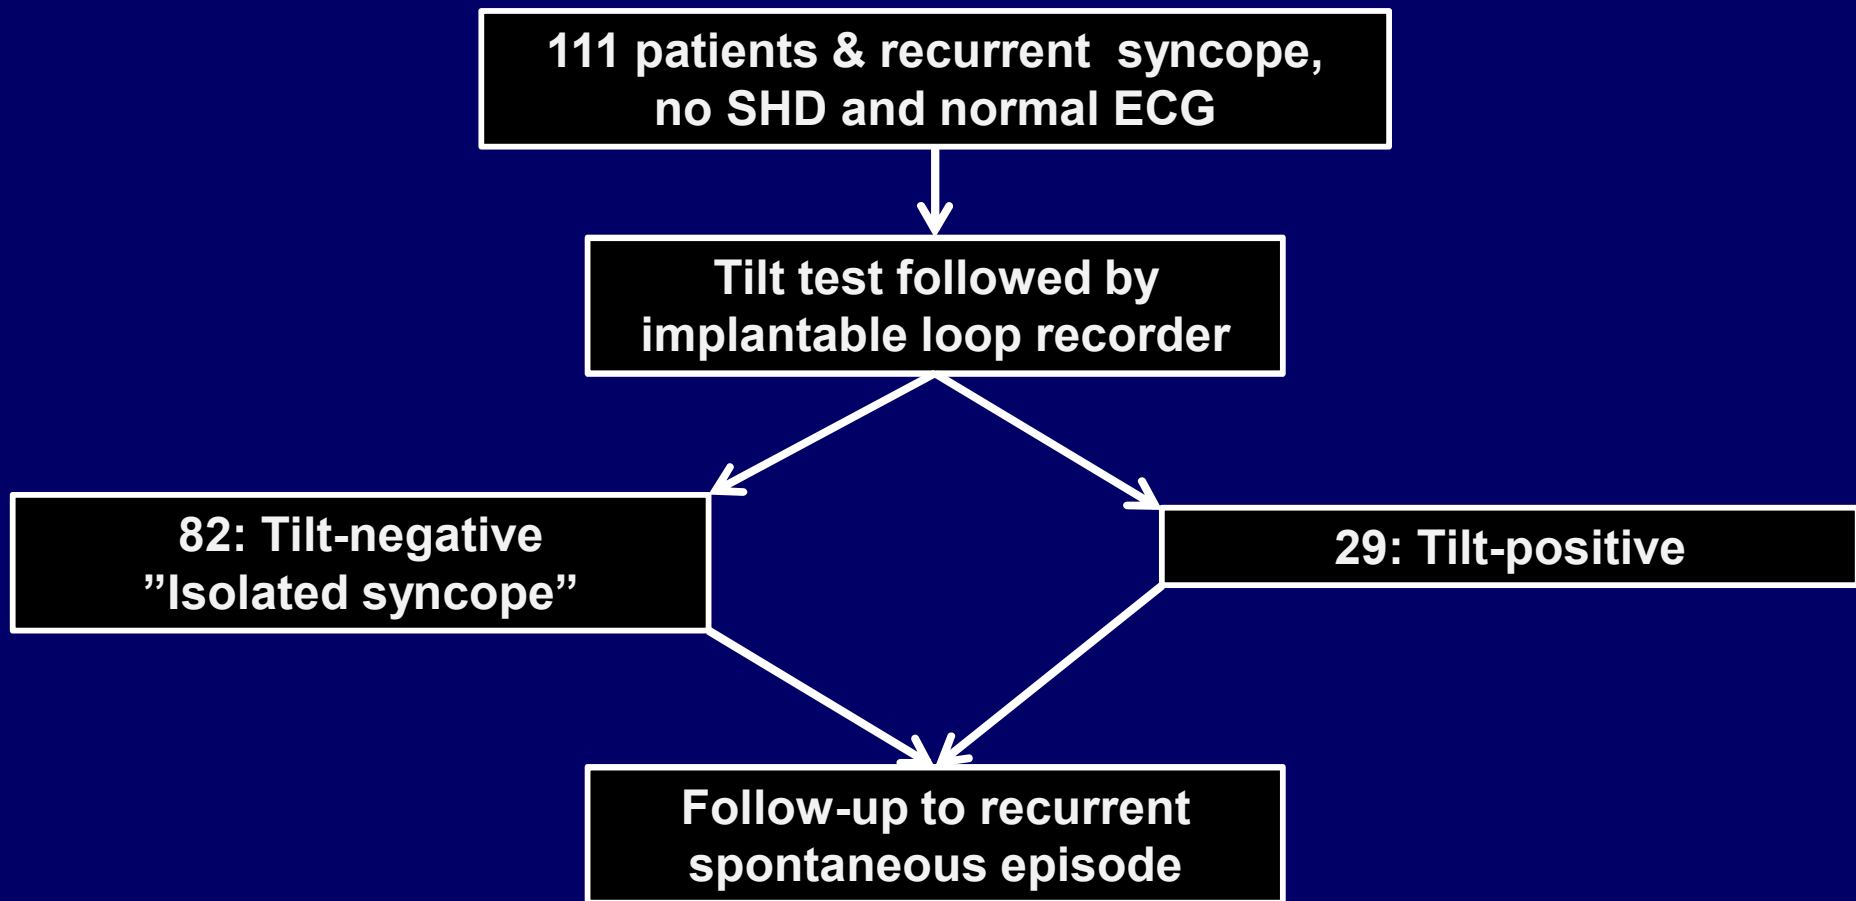 111 patients & recurrent  syncope,
no SHD and normal ECG
Tilt test followed by
implantable loop recorder
82: Tilt-negative
”Isolated syncope”
29: Tilt-positive
Follow-up to recurrent
spontaneous episode